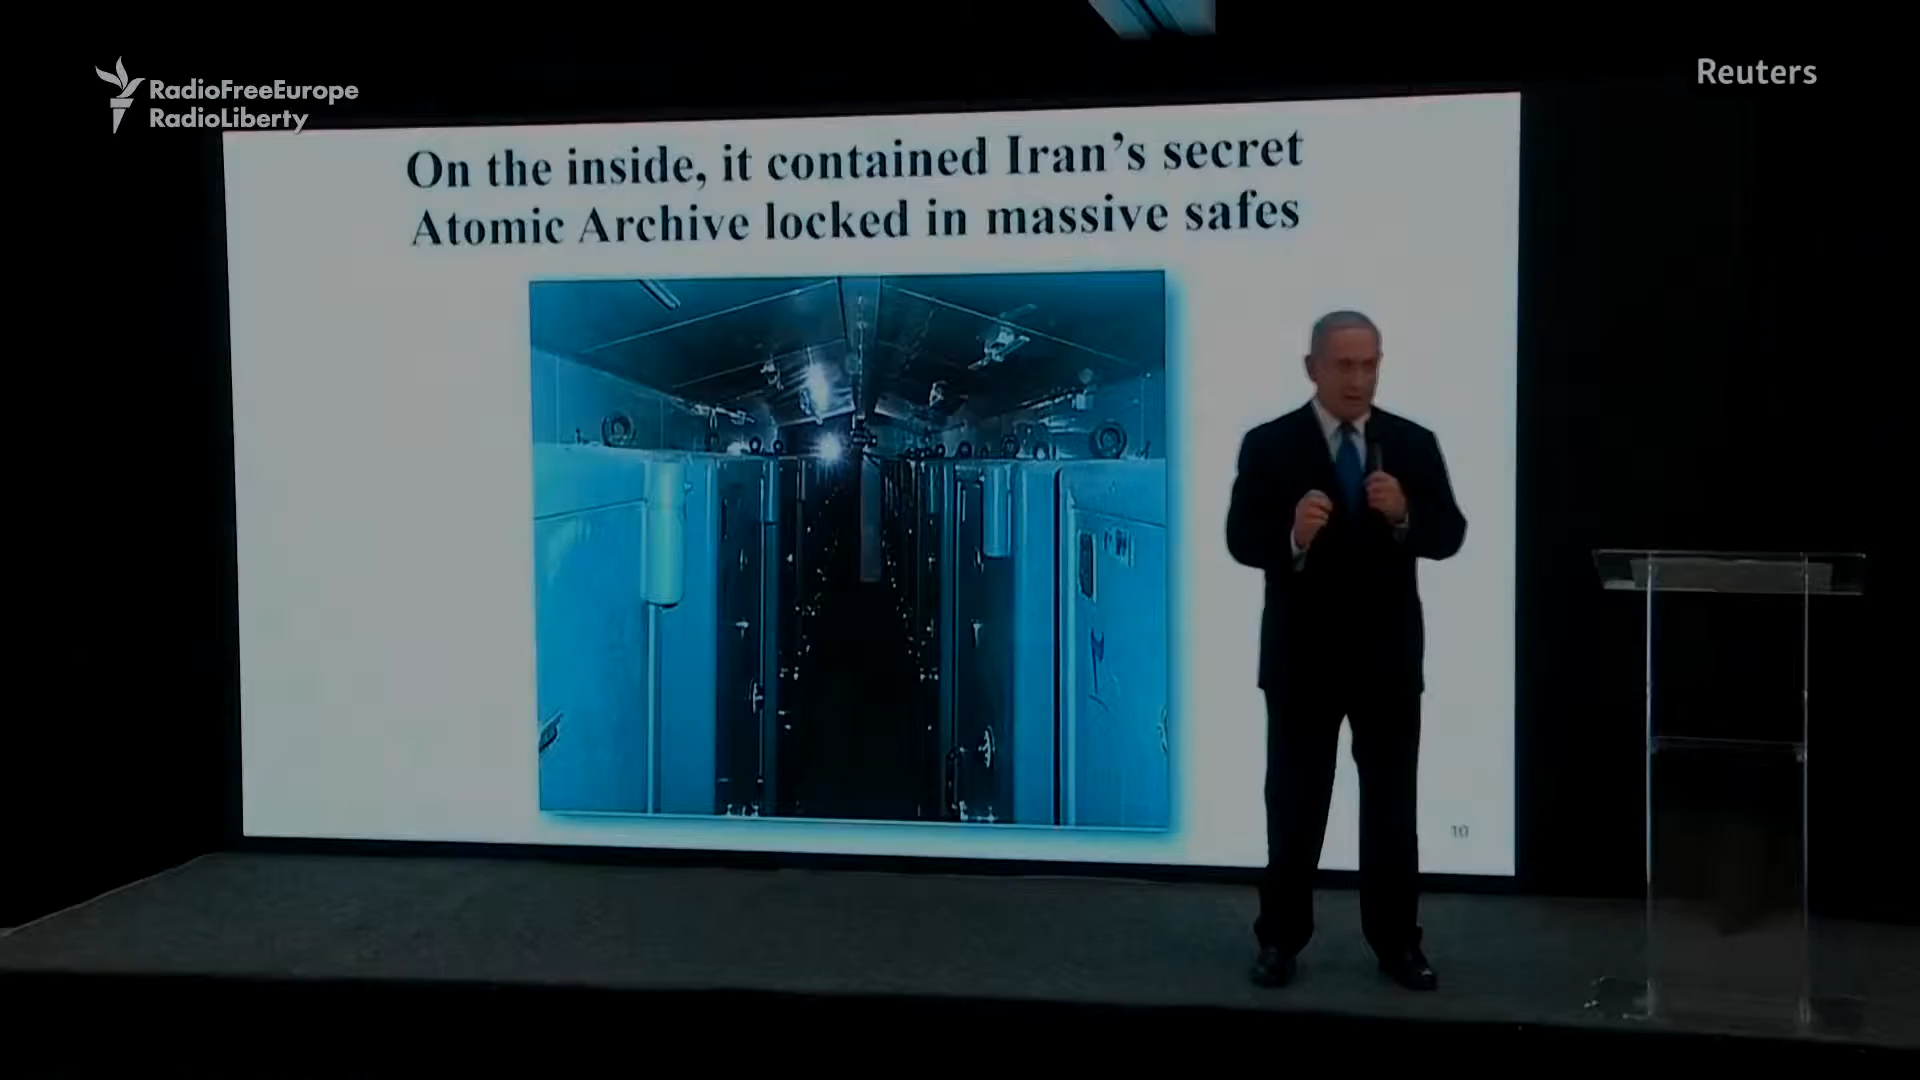 RadioFreeEurope
RadioLiberty
Reuters
On the inside, it contained Iran's secret
Atomic Archive locked in massive safes
10